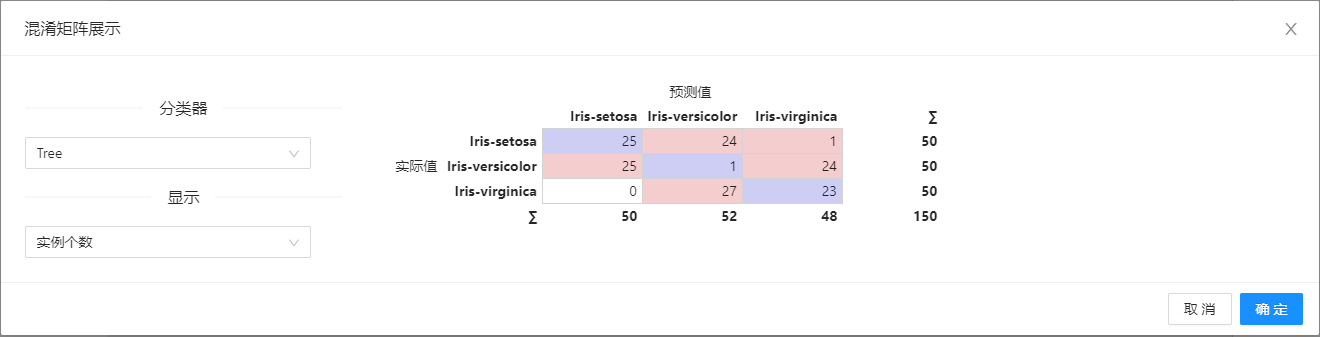 混淆矩阵展示
分类器
Tree
显示
实例个数
预测值
Iris-setosa Iris-versicolor Iris-virginica ∑
Iris-setosa 25 24 1 50
实际值 Iris-versicolor 25 1 24 50
Iris-virginica 0 27 23 50
∑ 50 52 48 150
取 消 确 定